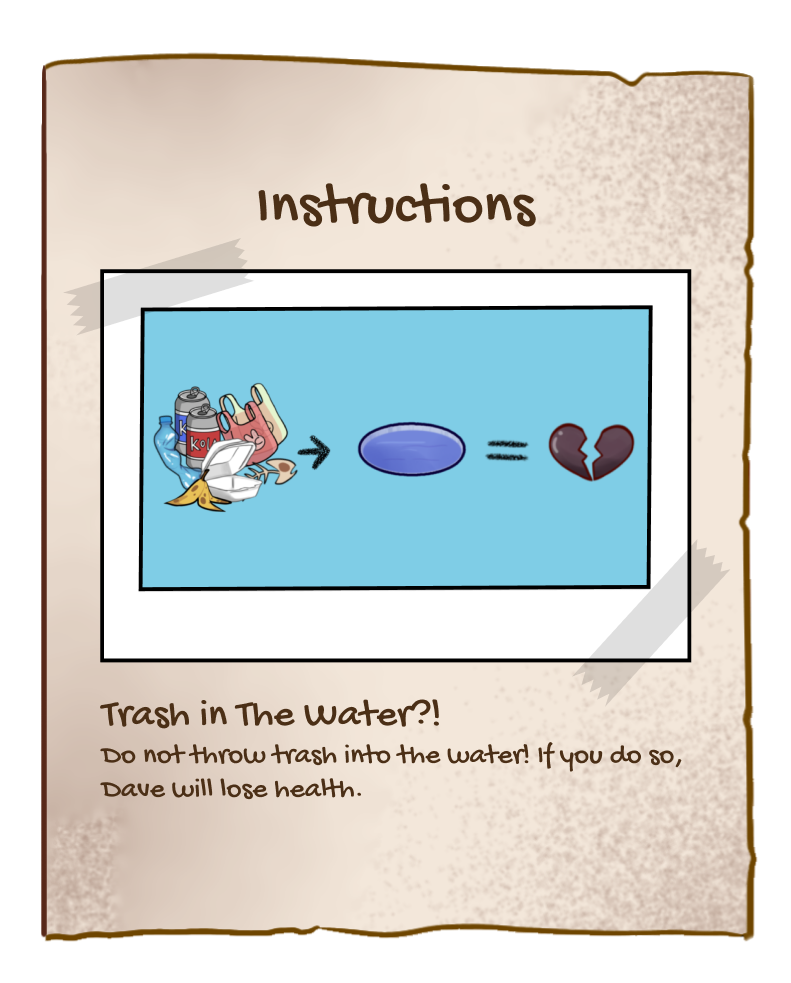 Instructions
K
Kol
Trash in The Water?!
Do not throw trash into the water! If you do so,
Dave will lose health.